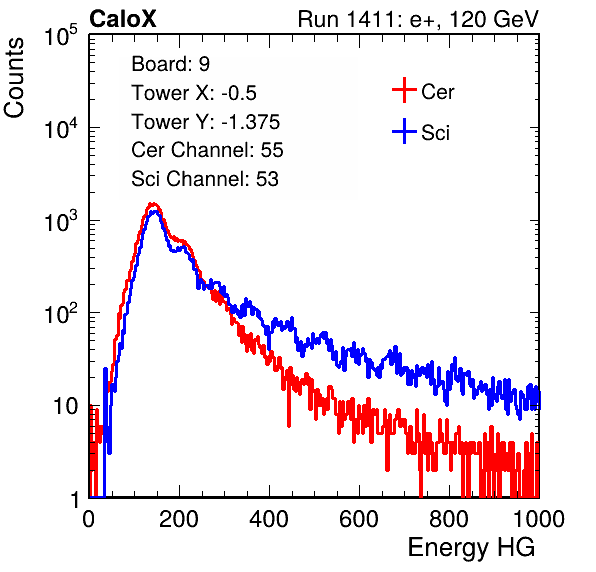 CaloX Run 1411: e+, 120 GeV
Counts
Board: 9
Tower X: -0.5
Tower Y: -1.375
Cer Channel: 55
Sci Channel: 53
Cer
Sci
10^5
10^4
10^3
10^2
10
1
0 200 400 600 800 1000
Energy HG